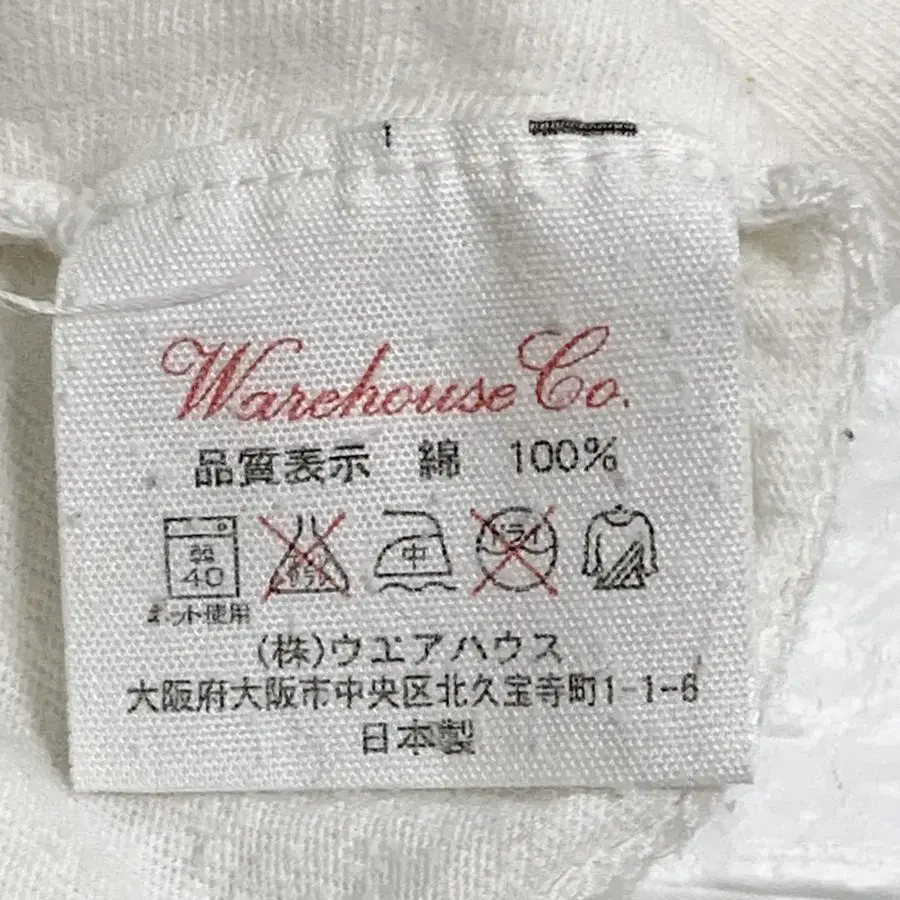 Warehouse Co.
品質表示 綿 100%
弱 中 ドライ
40
ネット使用
(株)ウエアハウス
大阪府大阪市中央区北久宝寺町1-1-6
日本製